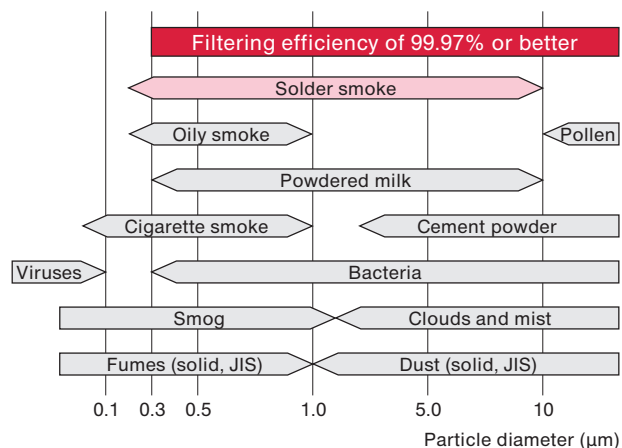 Filtering efficiency of 99.97% or better
Solder smoke
Oily smoke
Pollen
Powdered milk
Cigarette smoke
Cement powder
Viruses
Bacteria
Smog
Clouds and mist
Fumes (solid, JIS)
Dust (solid, JIS)
0.1 0.3 0.5 1.0 5.0 10
Particle diameter (μm)